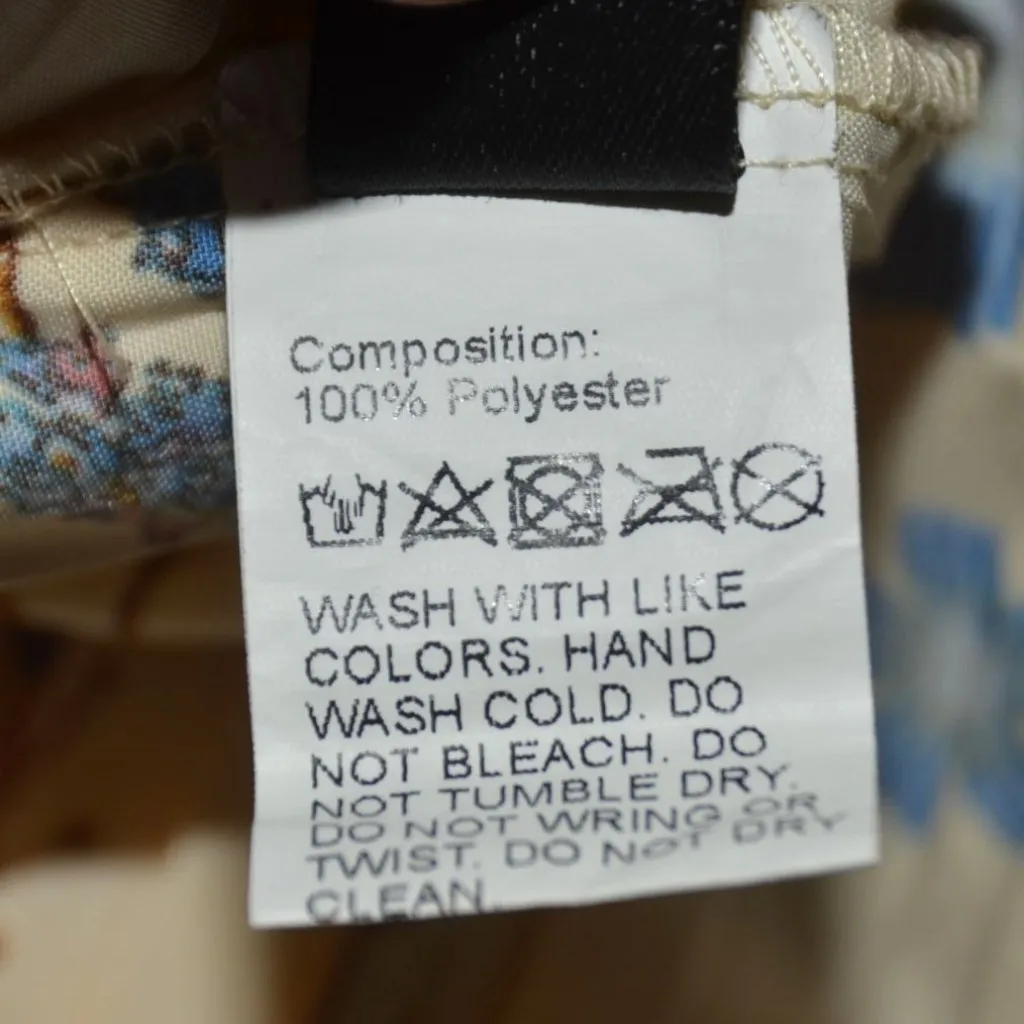 Composition:
100% Polyester
WASH WITH LIKE
COLORS. HAND
WASH COLD. DO
NOT BLEACH. DO
NOT TUMBLE DRY.
DO NOT WRING OR
TWIST. DO NOT DRY
CLEAN.